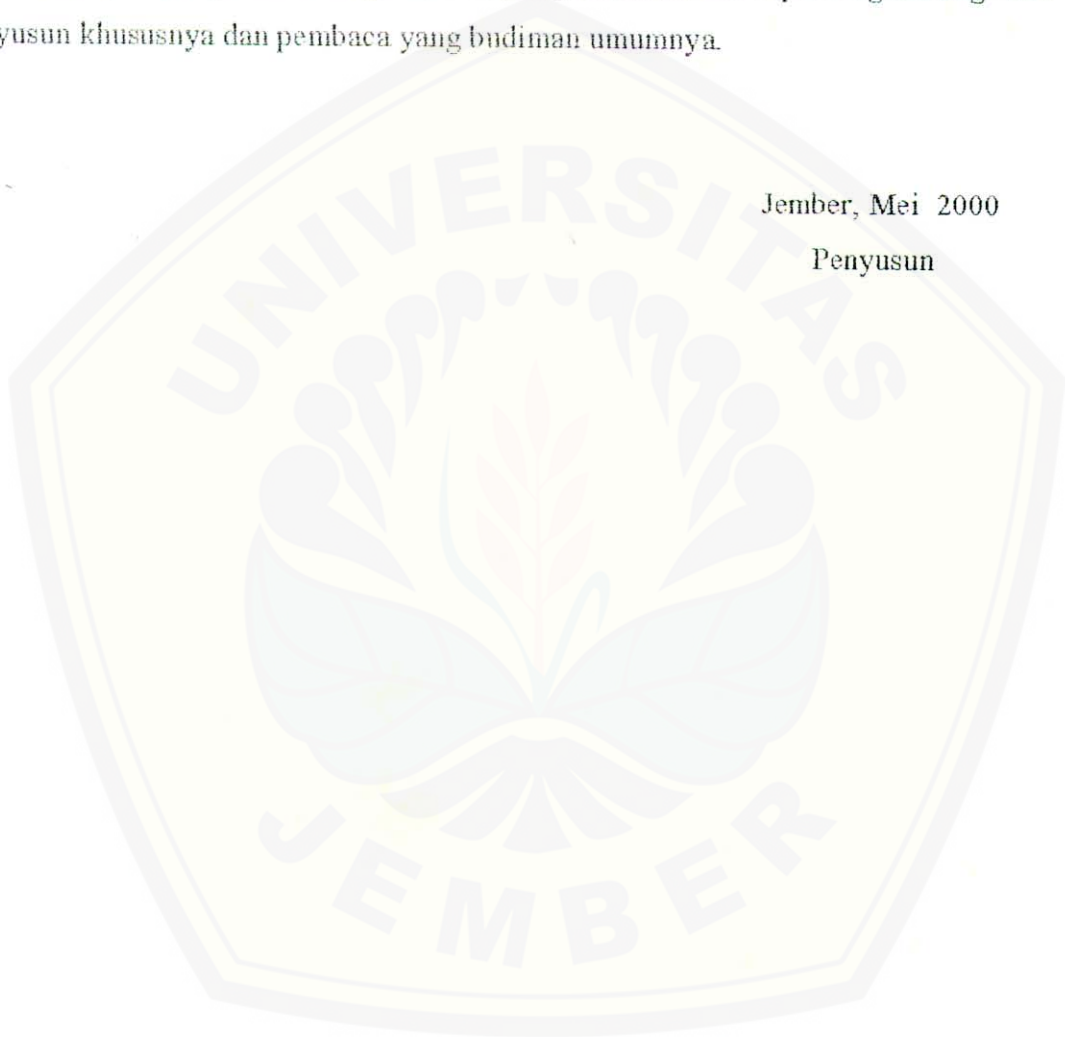 yusun khususnya dan pembaca yang budiman umumnya.
Jember, Mei 2000
Penyusun
UNIVERSITAS
JEMBER